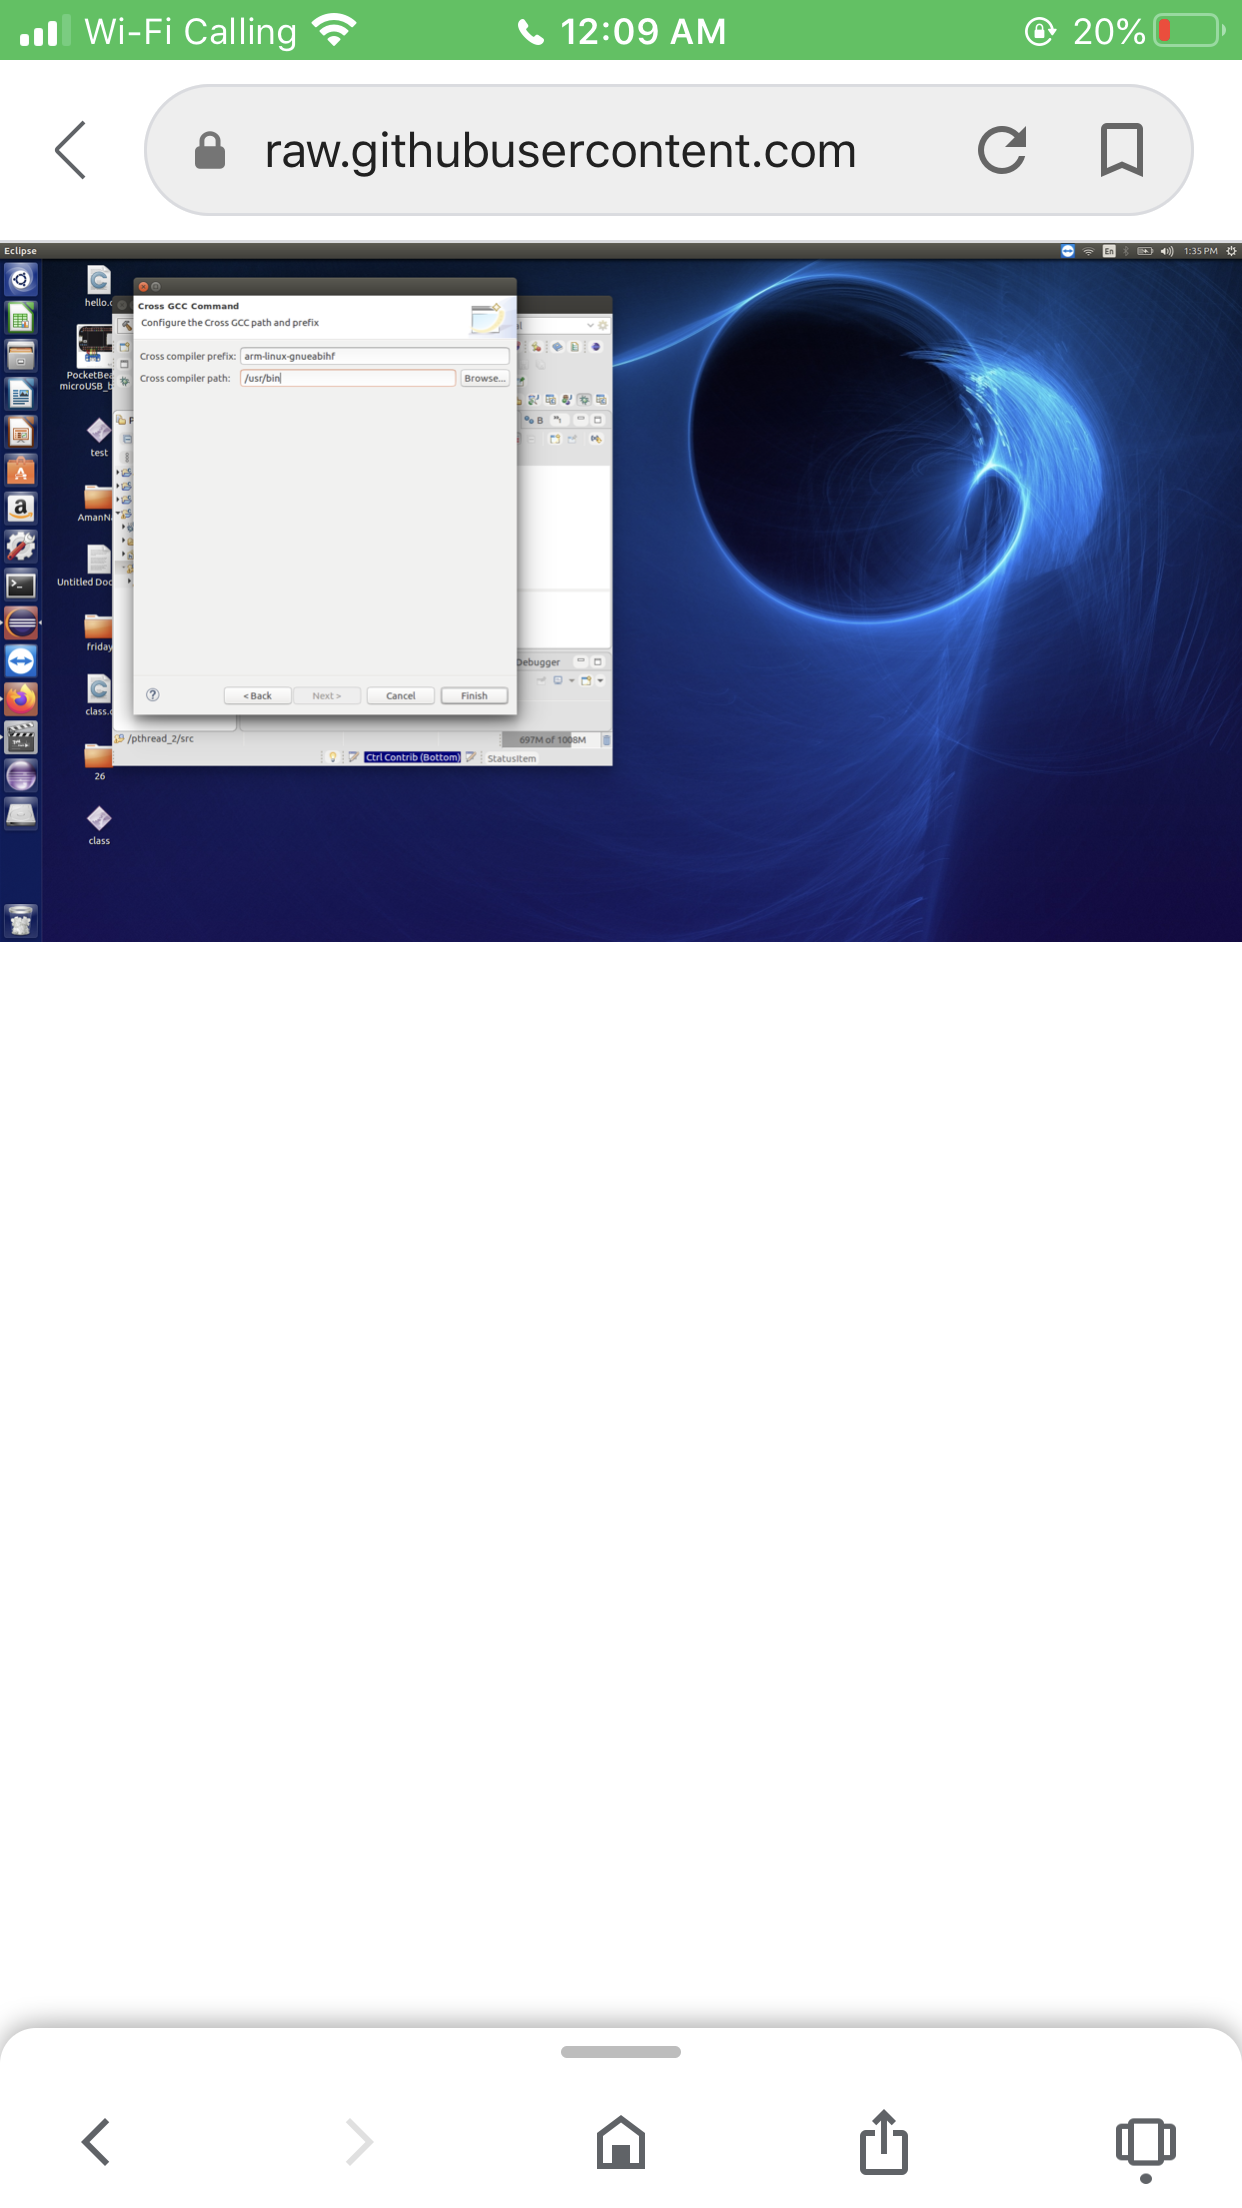 Wi-Fi Calling 12:09 AM 20%
raw.githubusercontent.com
Eclipse En 1:35 PM
hello.c
Cross GCC Command
Configure the Cross GCC path and prefix
Cross compiler prefix: arm-linux-gnueabihf
Cross compiler path: /usr/bin Browse...
PocketBea
microUSB_b
B
test
AmanN
Untitled Doc
friday
Debugger
< Back Next > Cancel Finish
class.c
/pthread_2/src 697M of 1008M
Ctrl Contrib (Bottom) StatusItem
26
class